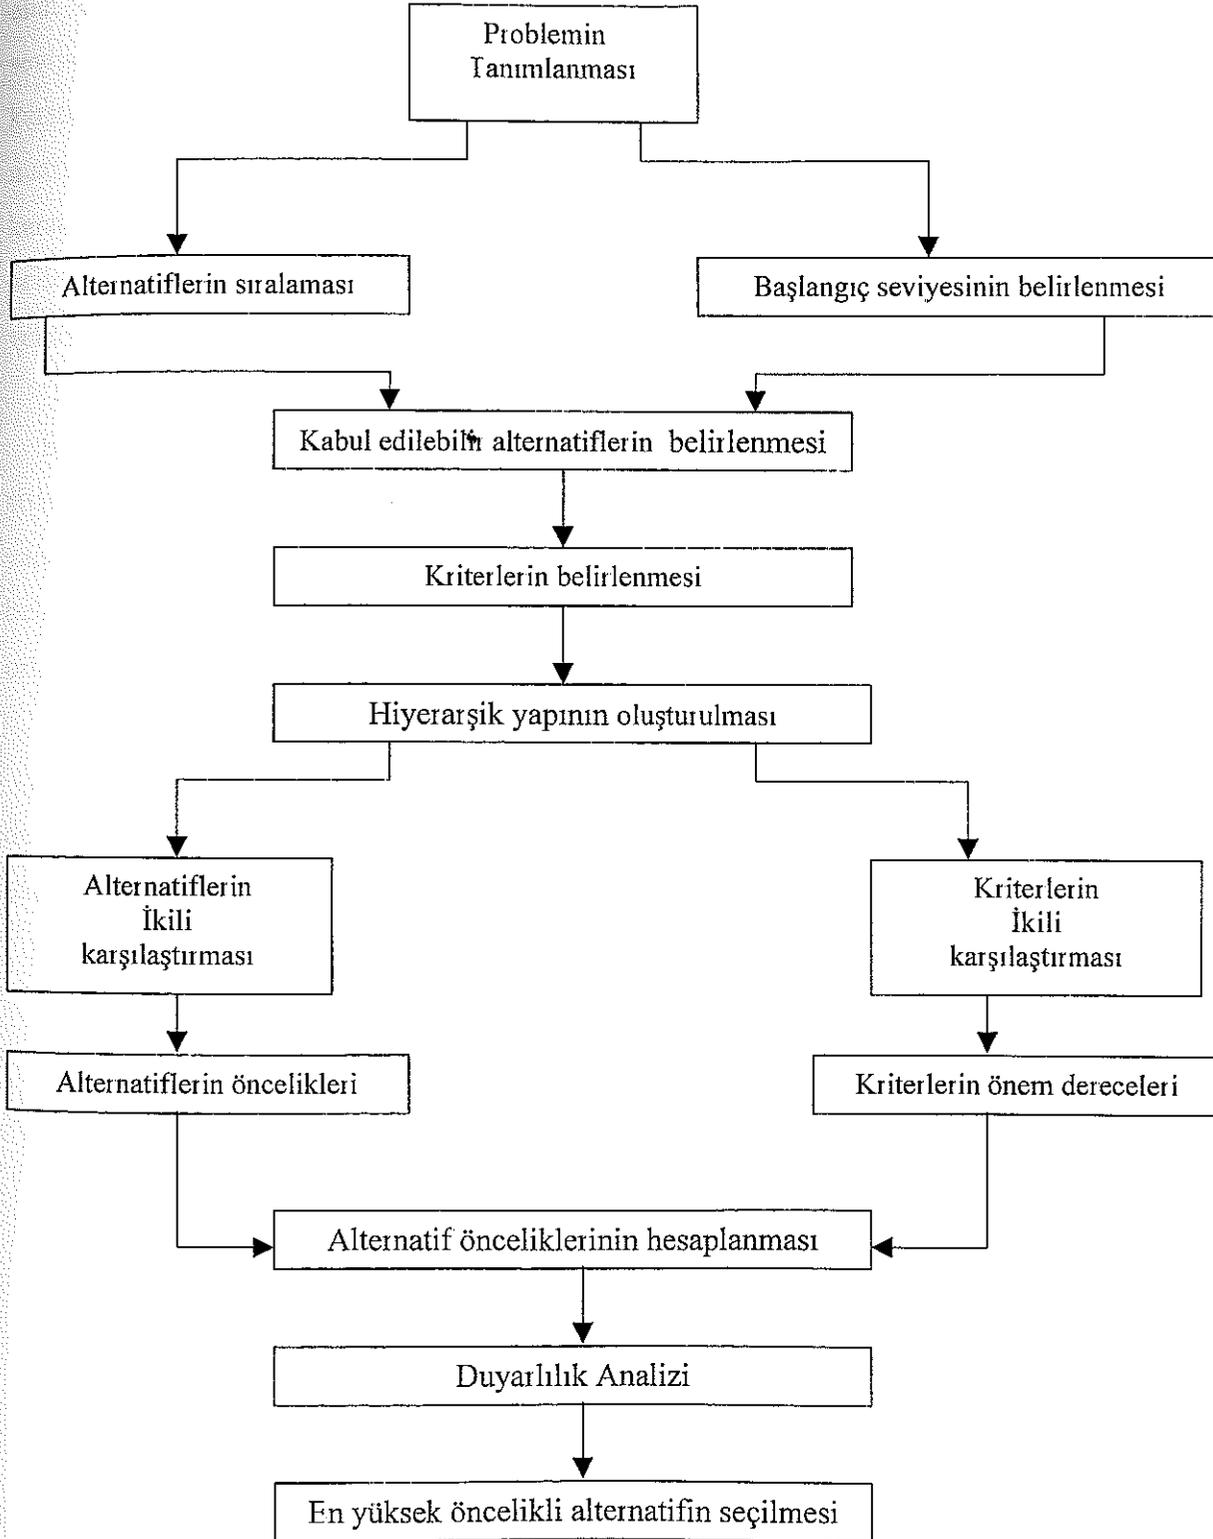 Problemin
Tanımlanması
Alternatiflerin sıralaması
Başlangıç seviyesinin belirlenmesi
Kabul edilebilir alternatiflerin belirlenmesi
Kriterlerin belirlenmesi
Hiyerarşik yapının oluşturulması
Alternatiflerin
İkili
karşılaştırması
Kriterlerin
İkili
karşılaştırması
Alternatiflerin öncelikleri
Kriterlerin önem dereceleri
Alternatif önceliklerinin hesaplanması
Duyarlılık Analizi
En yüksek öncelikli alternatifin seçilmesi